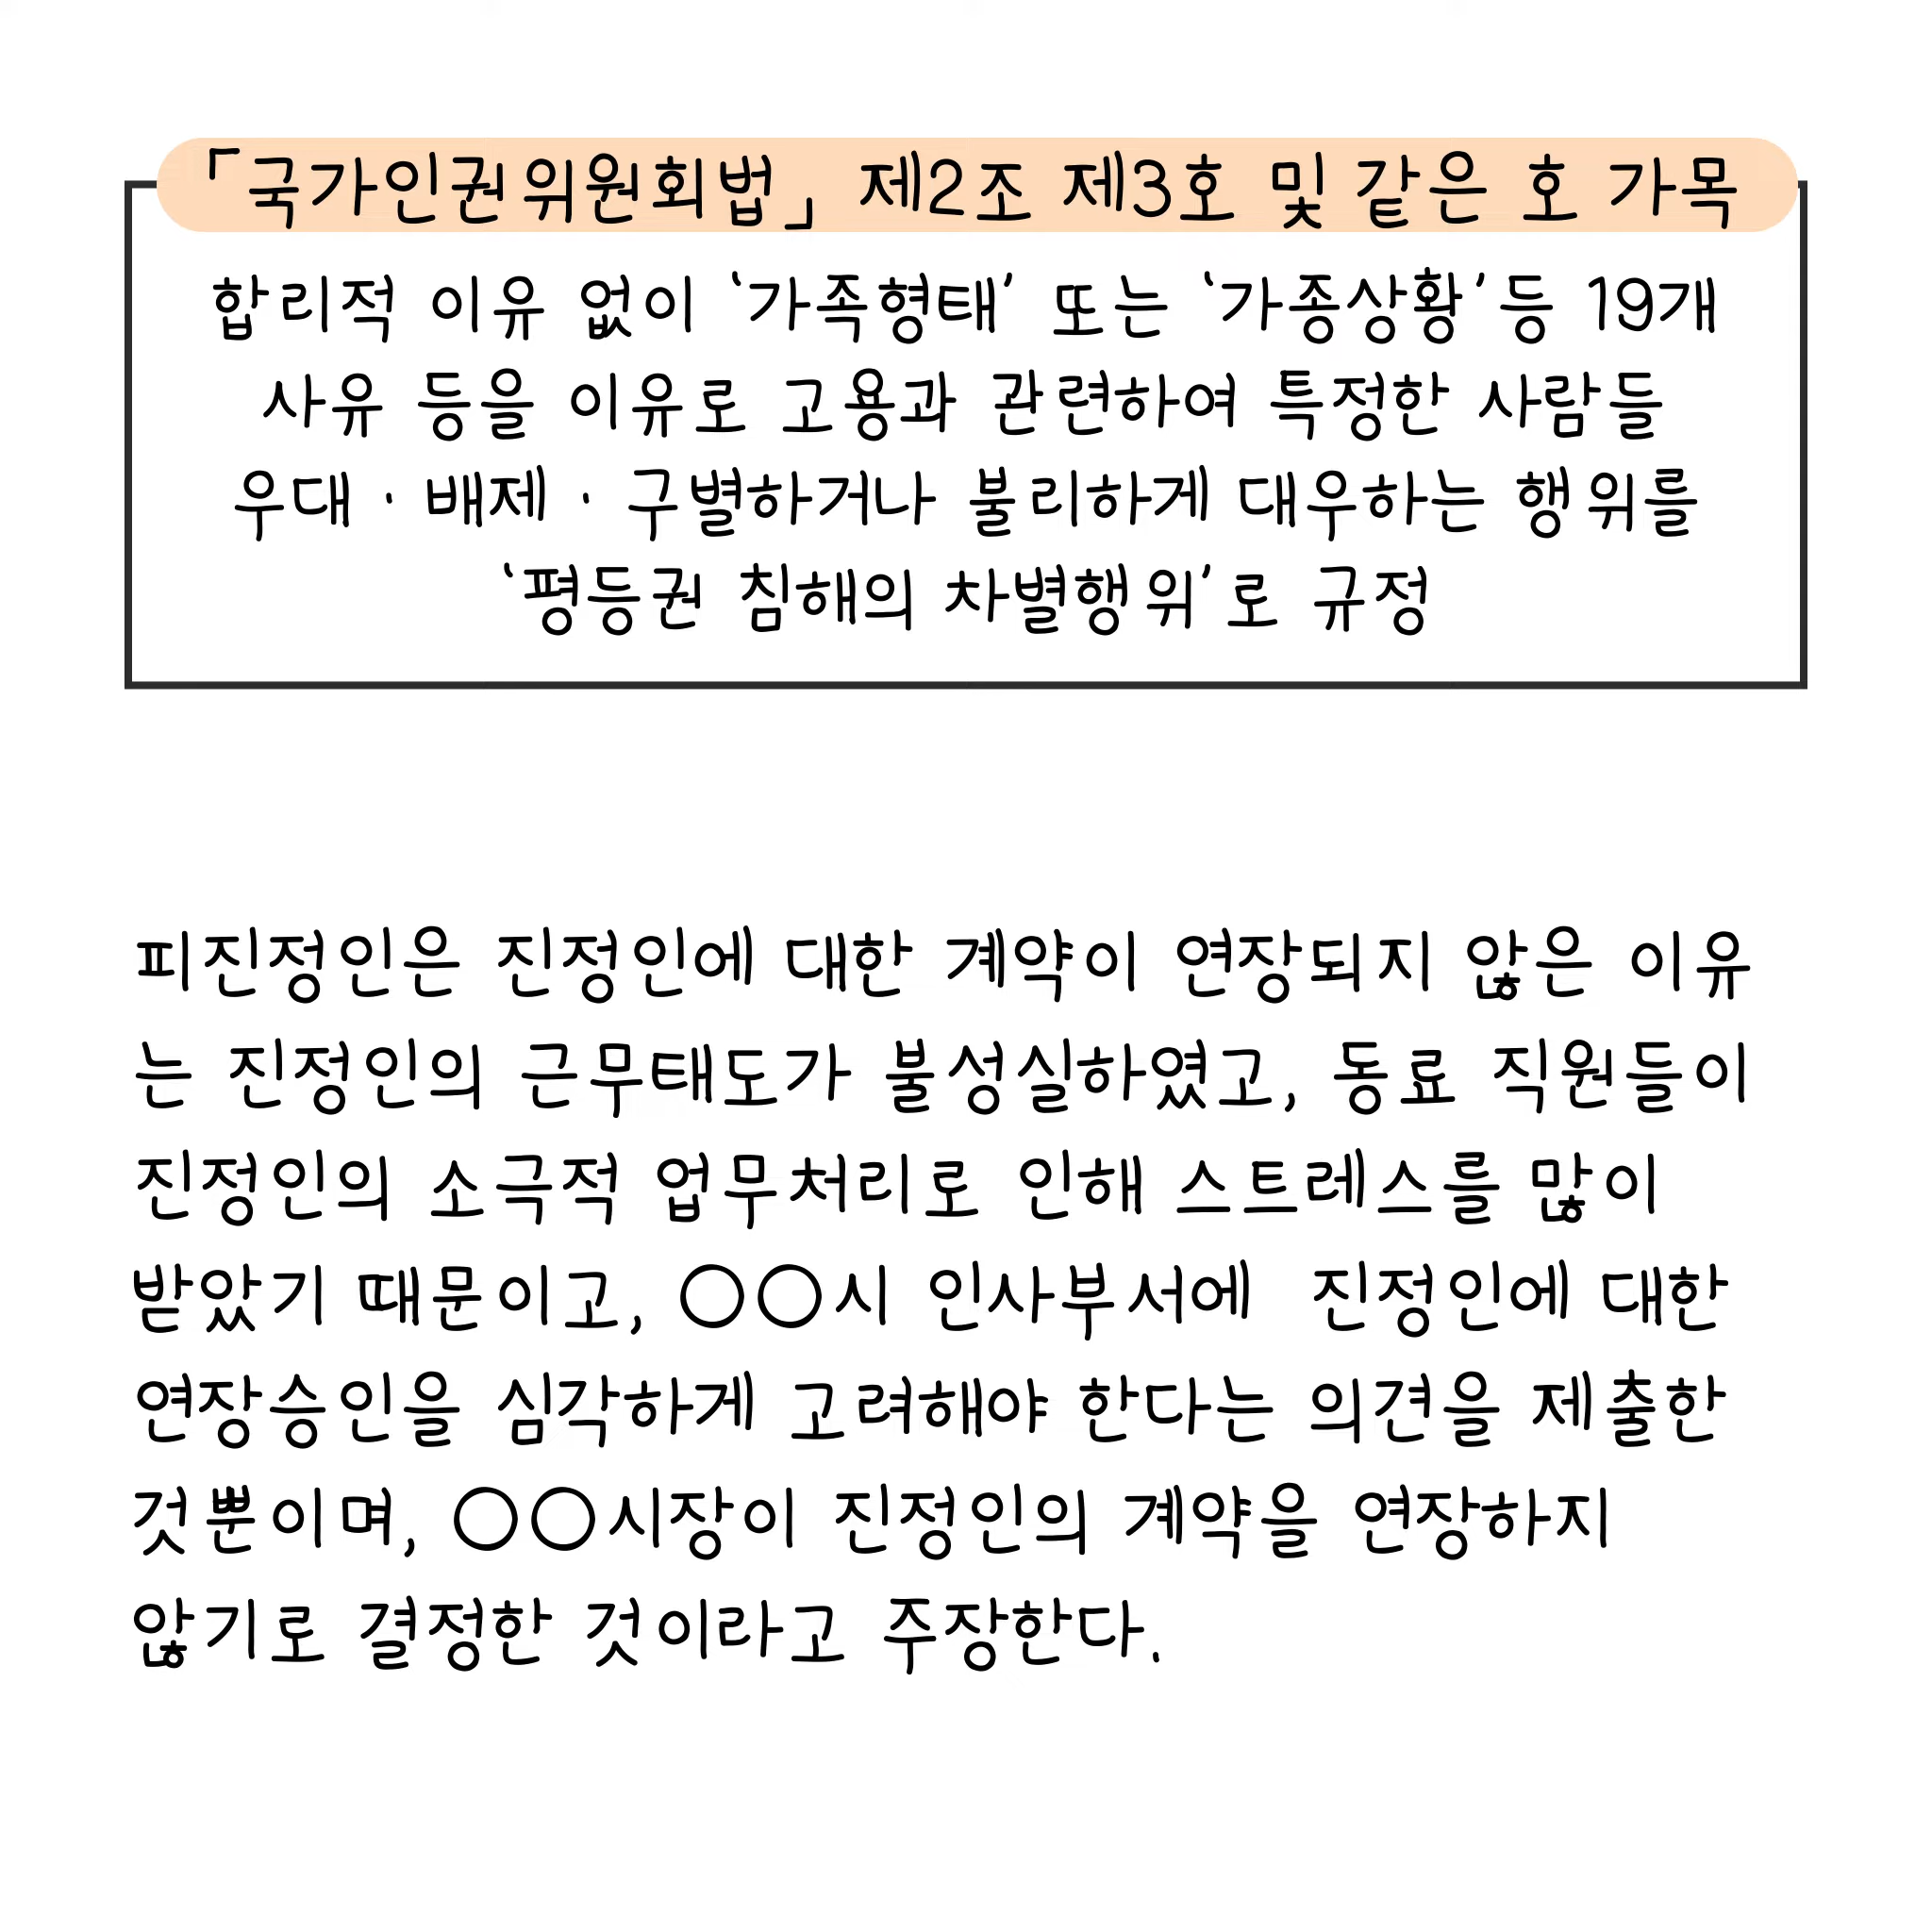 「국가인권위원회법」 제2조 제3호 및 같은 호 가목
합리적 이유 없이 '가족형태' 또는 '가종상황'등 19개
사유 등을 이유로 고용과 관련하여 특정한 사람들
우대 · 배제 · 구별하거나 불리하게 대우하는 행위를
'평등권 침해의 차별행위'로 규정
피진정인은 진정인에 대한 계약이 연장되지 않은 이유
는 진정인의 근무태도가 불성실하였고, 동료 직원들이
진정인의 소극적 업무처리로 인해 스트레스를 많이
받았기 때문이고, ○○시 인사부서에 진정인에 대한
연장승인을 심각하게 고려해야 한다는 의견을 제출한
것뿐이며, ○○시장이 진정인의 계약을 연장하지
않기로 결정한 것이라고 주장한다.